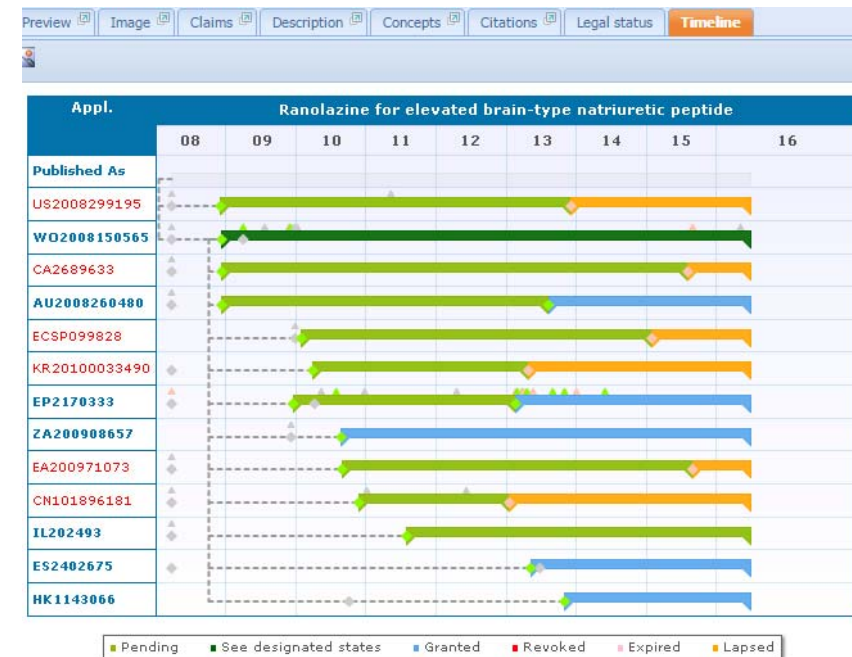 Preview Image Claims Description Concepts Citations Legal status Timeline
Appl. Ranolazine for elevated brain-type natriuretic peptide
08 09 10 11 12 13 14 15 16
Published As
US2008299195
WO2008150565
CA2689633
AU2008260480
ECSP099828
KR20100033490
EP2170333
ZA200908657
EA200971073
CN101896181
IL202493
ES2402675
HK1143066
Pending See designated states Granted Revoked Expired Lapsed